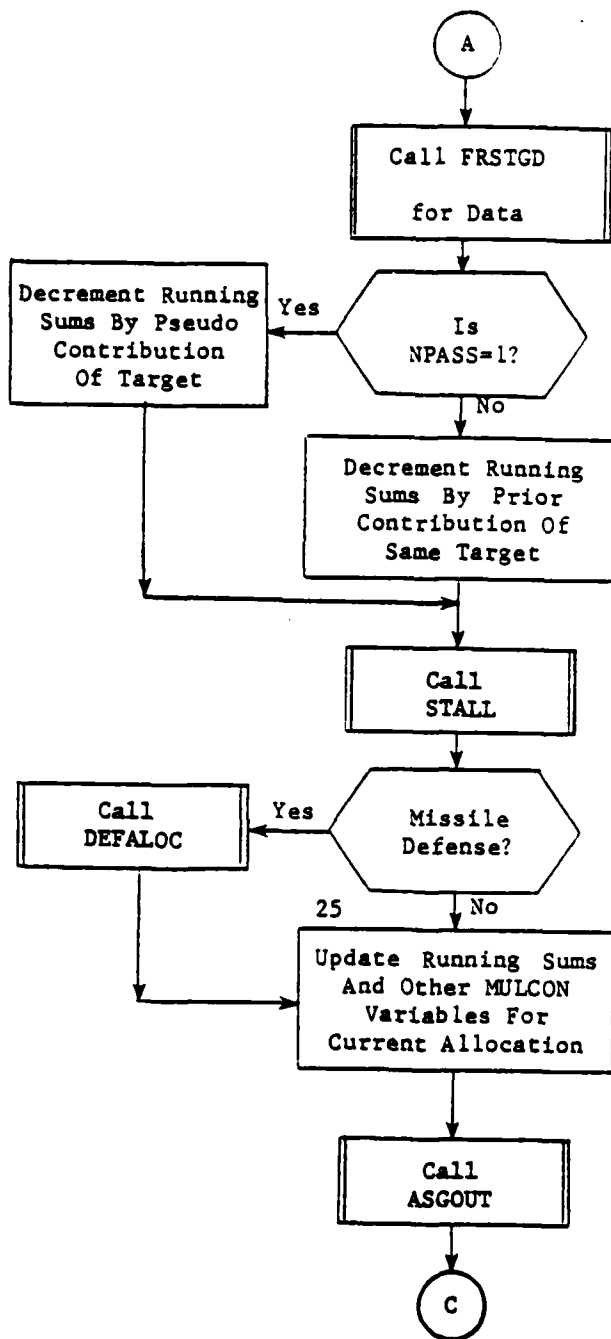 A
Call FRSTGD
for Data
Is
NPASS=1?
Yes
Decrement Running
Sums By Pseudo
Contribution
Of Target
No
Decrement Running
Sums By Prior
Contribution Of
Same Target
Call
STALL
Missile
Defense?
Yes
Call
DEFALOC
No
25
Update Running Sums
And Other MULCON
Variables For
Current Allocation
Call
ASGOUT
C